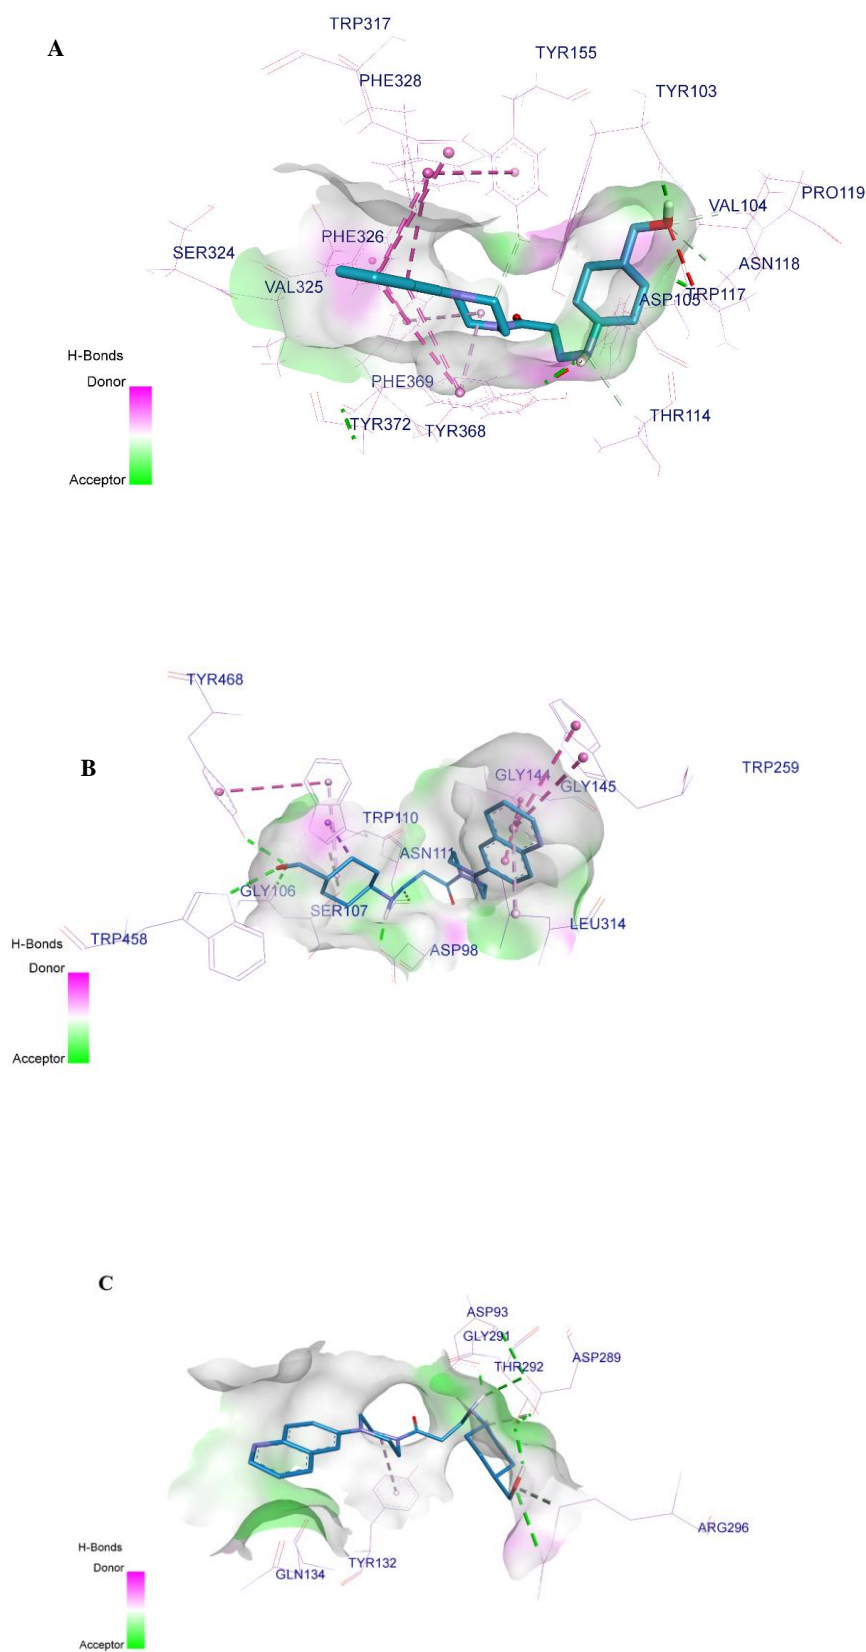 A
TRP317
PHE328
TYR155
TYR103
PRO119
VAL104
SER324
PHE326
VAL325
ASN118
ASP105
TRP117
H-Bonds
Donor
Acceptor
PHE369
TYR372
TYR368
THR114
B
TYR468
TRP259
GLY144
GLY145
TRP110
ASN111
GLY106
SER107
TRP458
ASP98
LEU314
H-Bonds
Donor
Acceptor
C
ASP93
GLY291
THR292
ASP289
ARG296
TYR132
GLN134
H-Bonds
Donor
Acceptor